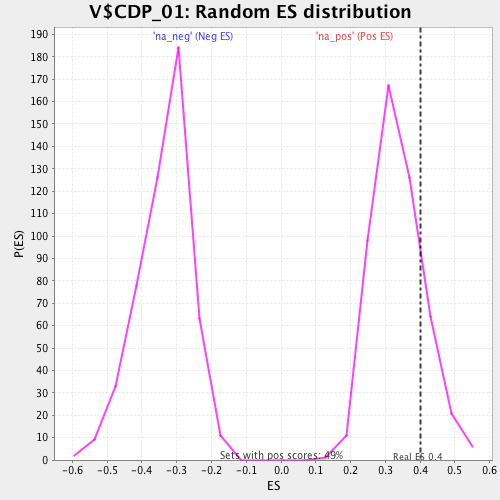 V$CDP_01: Random ES distribution
'na_neg' (Neg ES) 'na_pos' (Pos ES)
190
180
170
160
150
140
130
120
110
100
90
80
70
60
50
40
30
20
10
0
P(ES)
Sets with pos scores: 49%
Real ES 0.4
-0.6 -0.5 -0.4 -0.3 -0.2 -0.1 0.0 0.1 0.2 0.3 0.4 0.5 0.6
ES